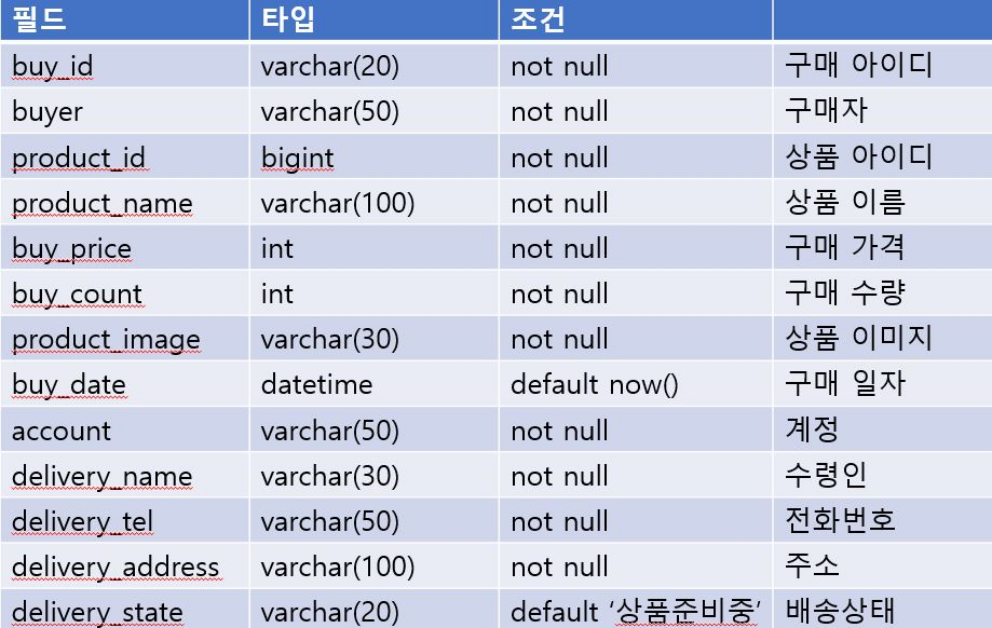 필드 타입 조건
buy_id varchar(20) not null 구매 아이디
buyer varchar(50) not null 구매자
product_id bigint not null 상품 아이디
product_name varchar(100) not null 상품 이름
buy_price int not null 구매 가격
buy_count int not null 구매 수량
product_image varchar(30) not null 상품 이미지
buy_date datetime default now() 구매 일자
account varchar(50) not null 계정
delivery_name varchar(30) not null 수령인
delivery_tel varchar(50) not null 전화번호
delivery_address varchar(100) not null 주소
delivery_state varchar(20) default ‘상품준비중’ 배송상태